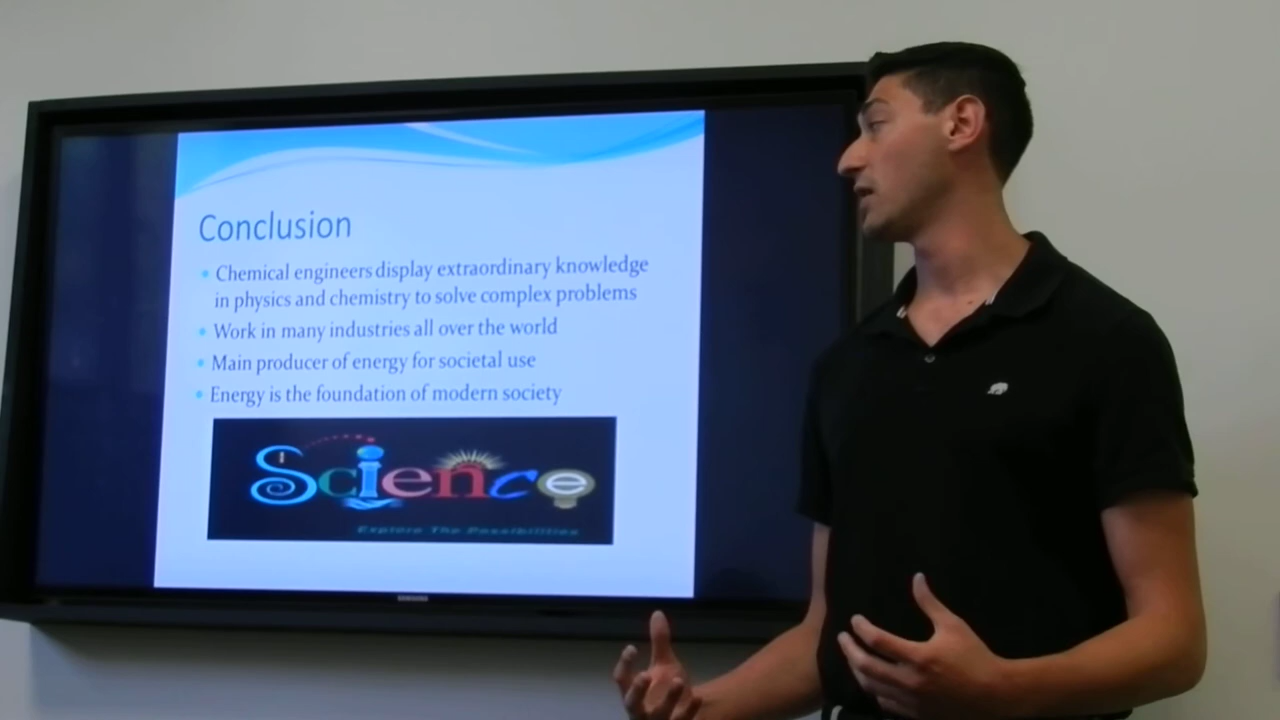 Conclusion
• Chemical engineers display extraordinary knowledge
in physics and chemistry to solve complex problems
• Work in many industries all over the world
• Main producer of energy for societal use
• Energy is the foundation of modern society
Science
Explore The Possibilities
SAMSUNG